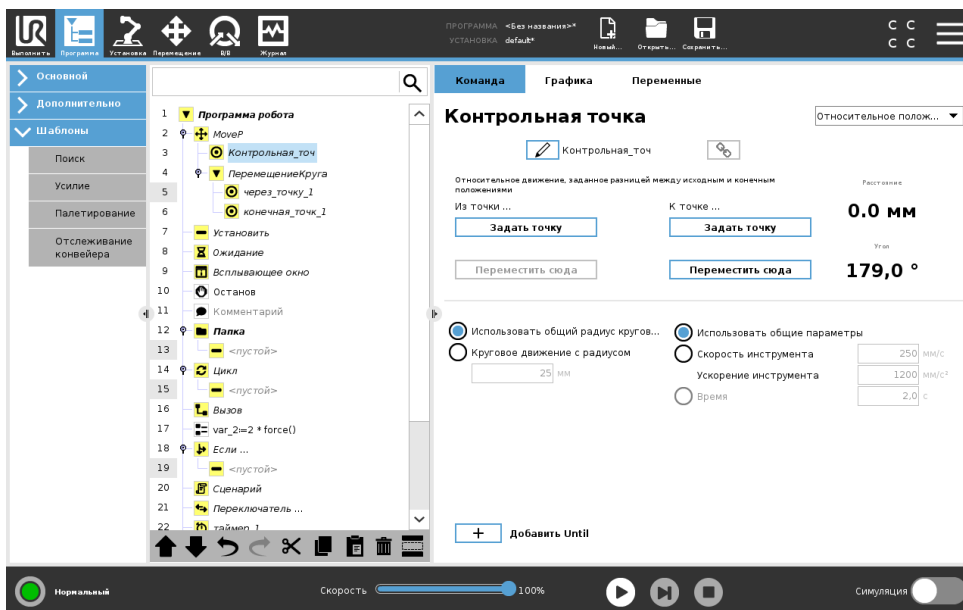 UR
Выполнить Программа Установка Перемещение В/В Журнал
ПРОГРАММА <Без названия>*
УСТАНОВКА default*
Новый... Открыть... Сохранить...
C C
C C
Основной
Дополнительно
Шаблоны
Поиск
Усилие
Палетирование
Отслеживание
конвейера
1 Программа робота
2 MoveP
3 Контрольная_точ
4 ПеремещениеКруга
5 через_точку_1
6 конечная_точк_1
7 Установить
8 Ожидание
9 Всплывающее окно
10 Останов
11 Комментарий
12 Папка
13 <пустой>
14 Цикл
15 <пустой>
16 Вызов
17 var_2≔2 * force()
18 Если ...
19 <пустой>
20 Сценарий
21 Переключатель ...
22 таймер_1
Команда Графика Переменные
Контрольная точка
Относительное полож...
Контрольная_точ
Относительное движение, заданное разницей между исходным и конечным
положениями
Из точки ... К точке ...
Задать точку Задать точку
Переместить сюда Переместить сюда
Расстояние
0.0 мм
Угол
179,0 °
Использовать общий радиус кругов...
Круговое движение с радиусом
25 мм
Использовать общие параметры
Скорость инструмента 250 мм/с
Ускорение инструмента 1200 мм/с²
Время 2,0 с
+ Добавить Until
Нормальный
Скорость 100%
Симуляция